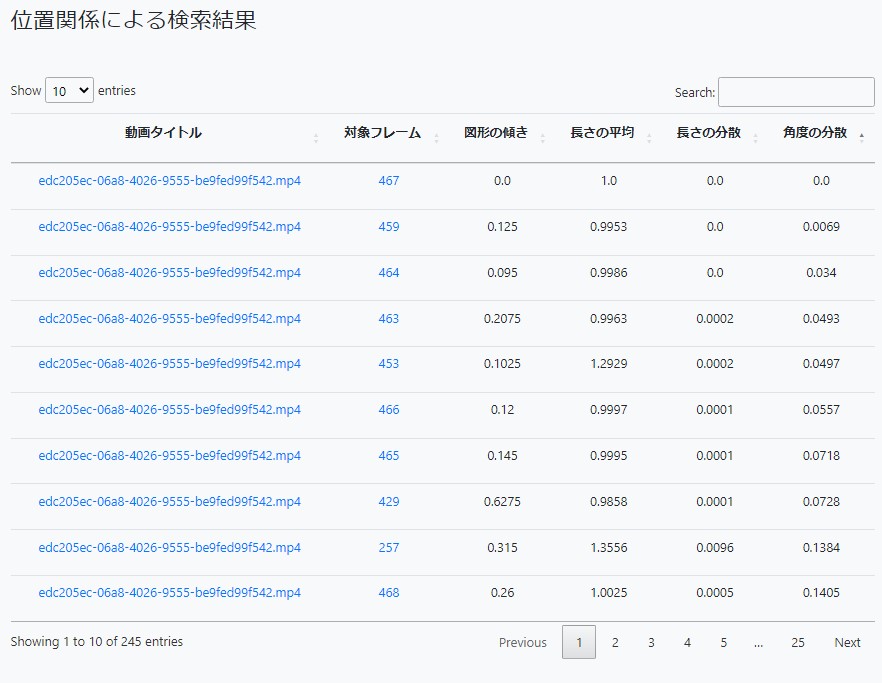 位置関係による検索結果
Show 10 entries
Search:
動画タイトル 対象フレーム 図形の傾き 長さの平均 長さの分散 角度の分散
edc205ec-06a8-4026-9555-be9fed99f542.mp4 467 0.0 1.0 0.0 0.0
edc205ec-06a8-4026-9555-be9fed99f542.mp4 459 0.125 0.9953 0.0 0.0069
edc205ec-06a8-4026-9555-be9fed99f542.mp4 464 0.095 0.9986 0.0 0.034
edc205ec-06a8-4026-9555-be9fed99f542.mp4 463 0.2075 0.9963 0.0002 0.0493
edc205ec-06a8-4026-9555-be9fed99f542.mp4 453 0.1025 1.2929 0.0002 0.0497
edc205ec-06a8-4026-9555-be9fed99f542.mp4 466 0.12 0.9997 0.0001 0.0557
edc205ec-06a8-4026-9555-be9fed99f542.mp4 465 0.145 0.9995 0.0001 0.0718
edc205ec-06a8-4026-9555-be9fed99f542.mp4 429 0.6275 0.9858 0.0001 0.0728
edc205ec-06a8-4026-9555-be9fed99f542.mp4 257 0.315 1.3556 0.0096 0.1384
edc205ec-06a8-4026-9555-be9fed99f542.mp4 468 0.26 1.0025 0.0005 0.1405
Showing 1 to 10 of 245 entries
Previous 1 2 3 4 5 … 25 Next